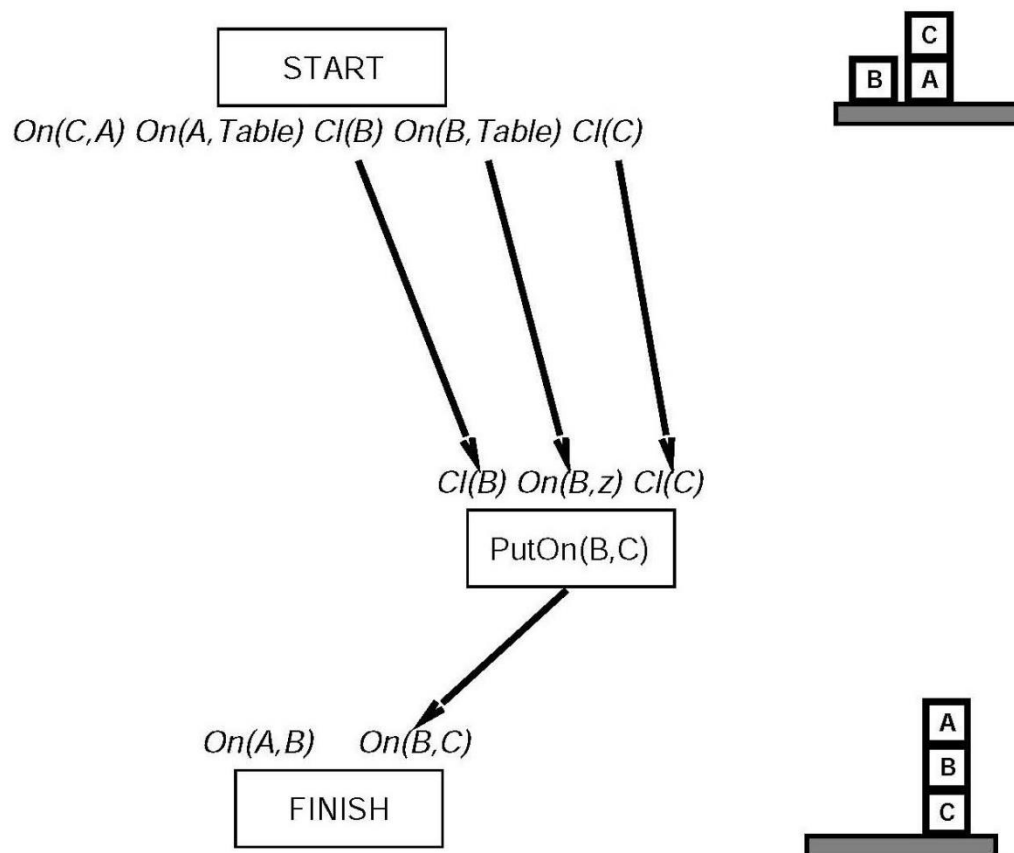 START
On(C,A) On(A,Table) Cl(B) On(B,Table) Cl(C)
C
B A
Cl(B) On(B,z) Cl(C)
PutOn(B,C)
On(A,B) On(B,C)
FINISH
A
B
C